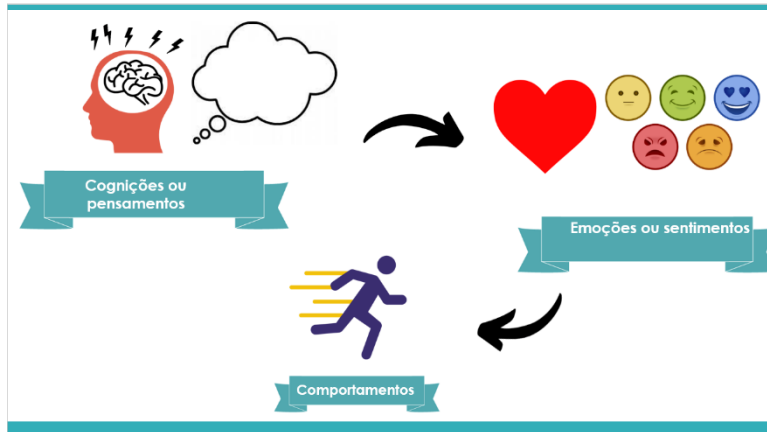 Cognições ou
pensamentos
Emoções ou sentimentos
Comportamentos